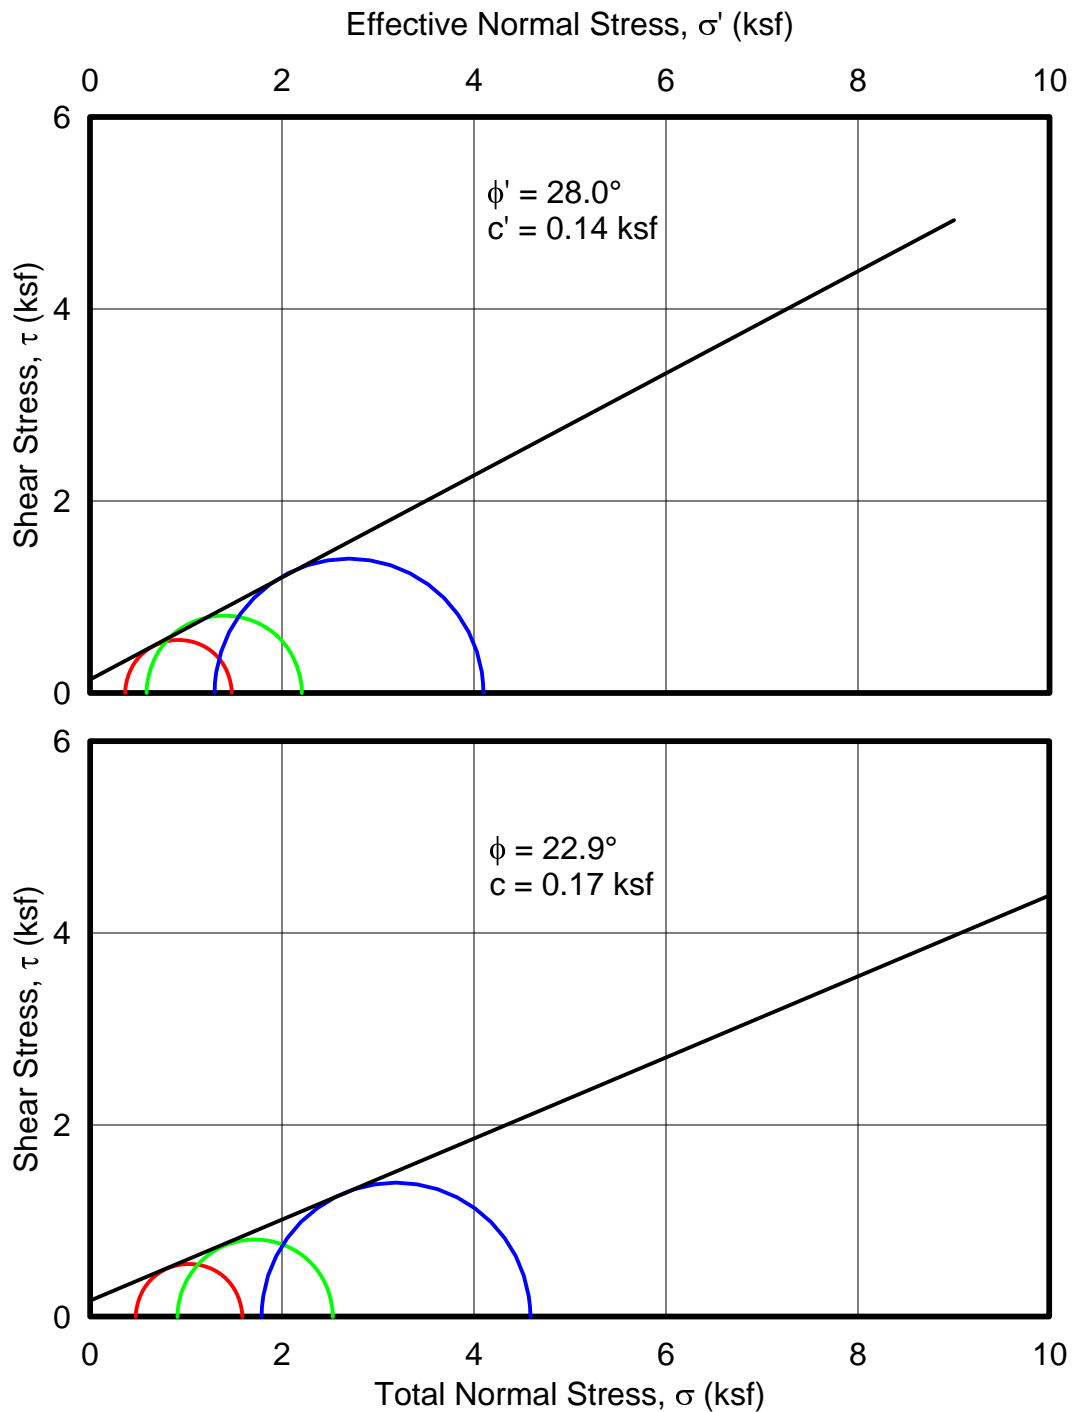 Effective Normal Stress, σ' (ksf)
0 2 4 6 8 10
6
ϕ' = 28.0°
c' = 0.14 ksf
4
Shear Stress, τ (ksf)
2
0
6
ϕ = 22.9°
c = 0.17 ksf
4
Shear Stress, τ (ksf)
2
0
0 2 4 6 8 10
Total Normal Stress, σ (ksf)